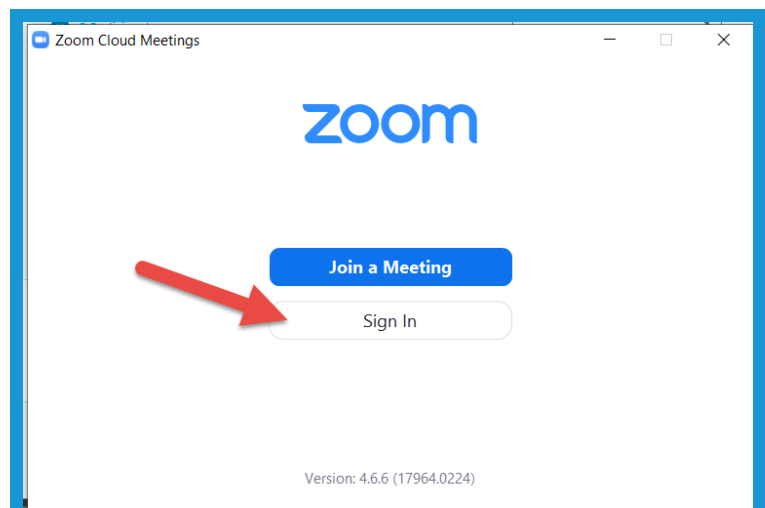 Zoom Cloud Meetings
zoom
Join a Meeting
Sign In
Version: 4.6.6 (17964.0224)